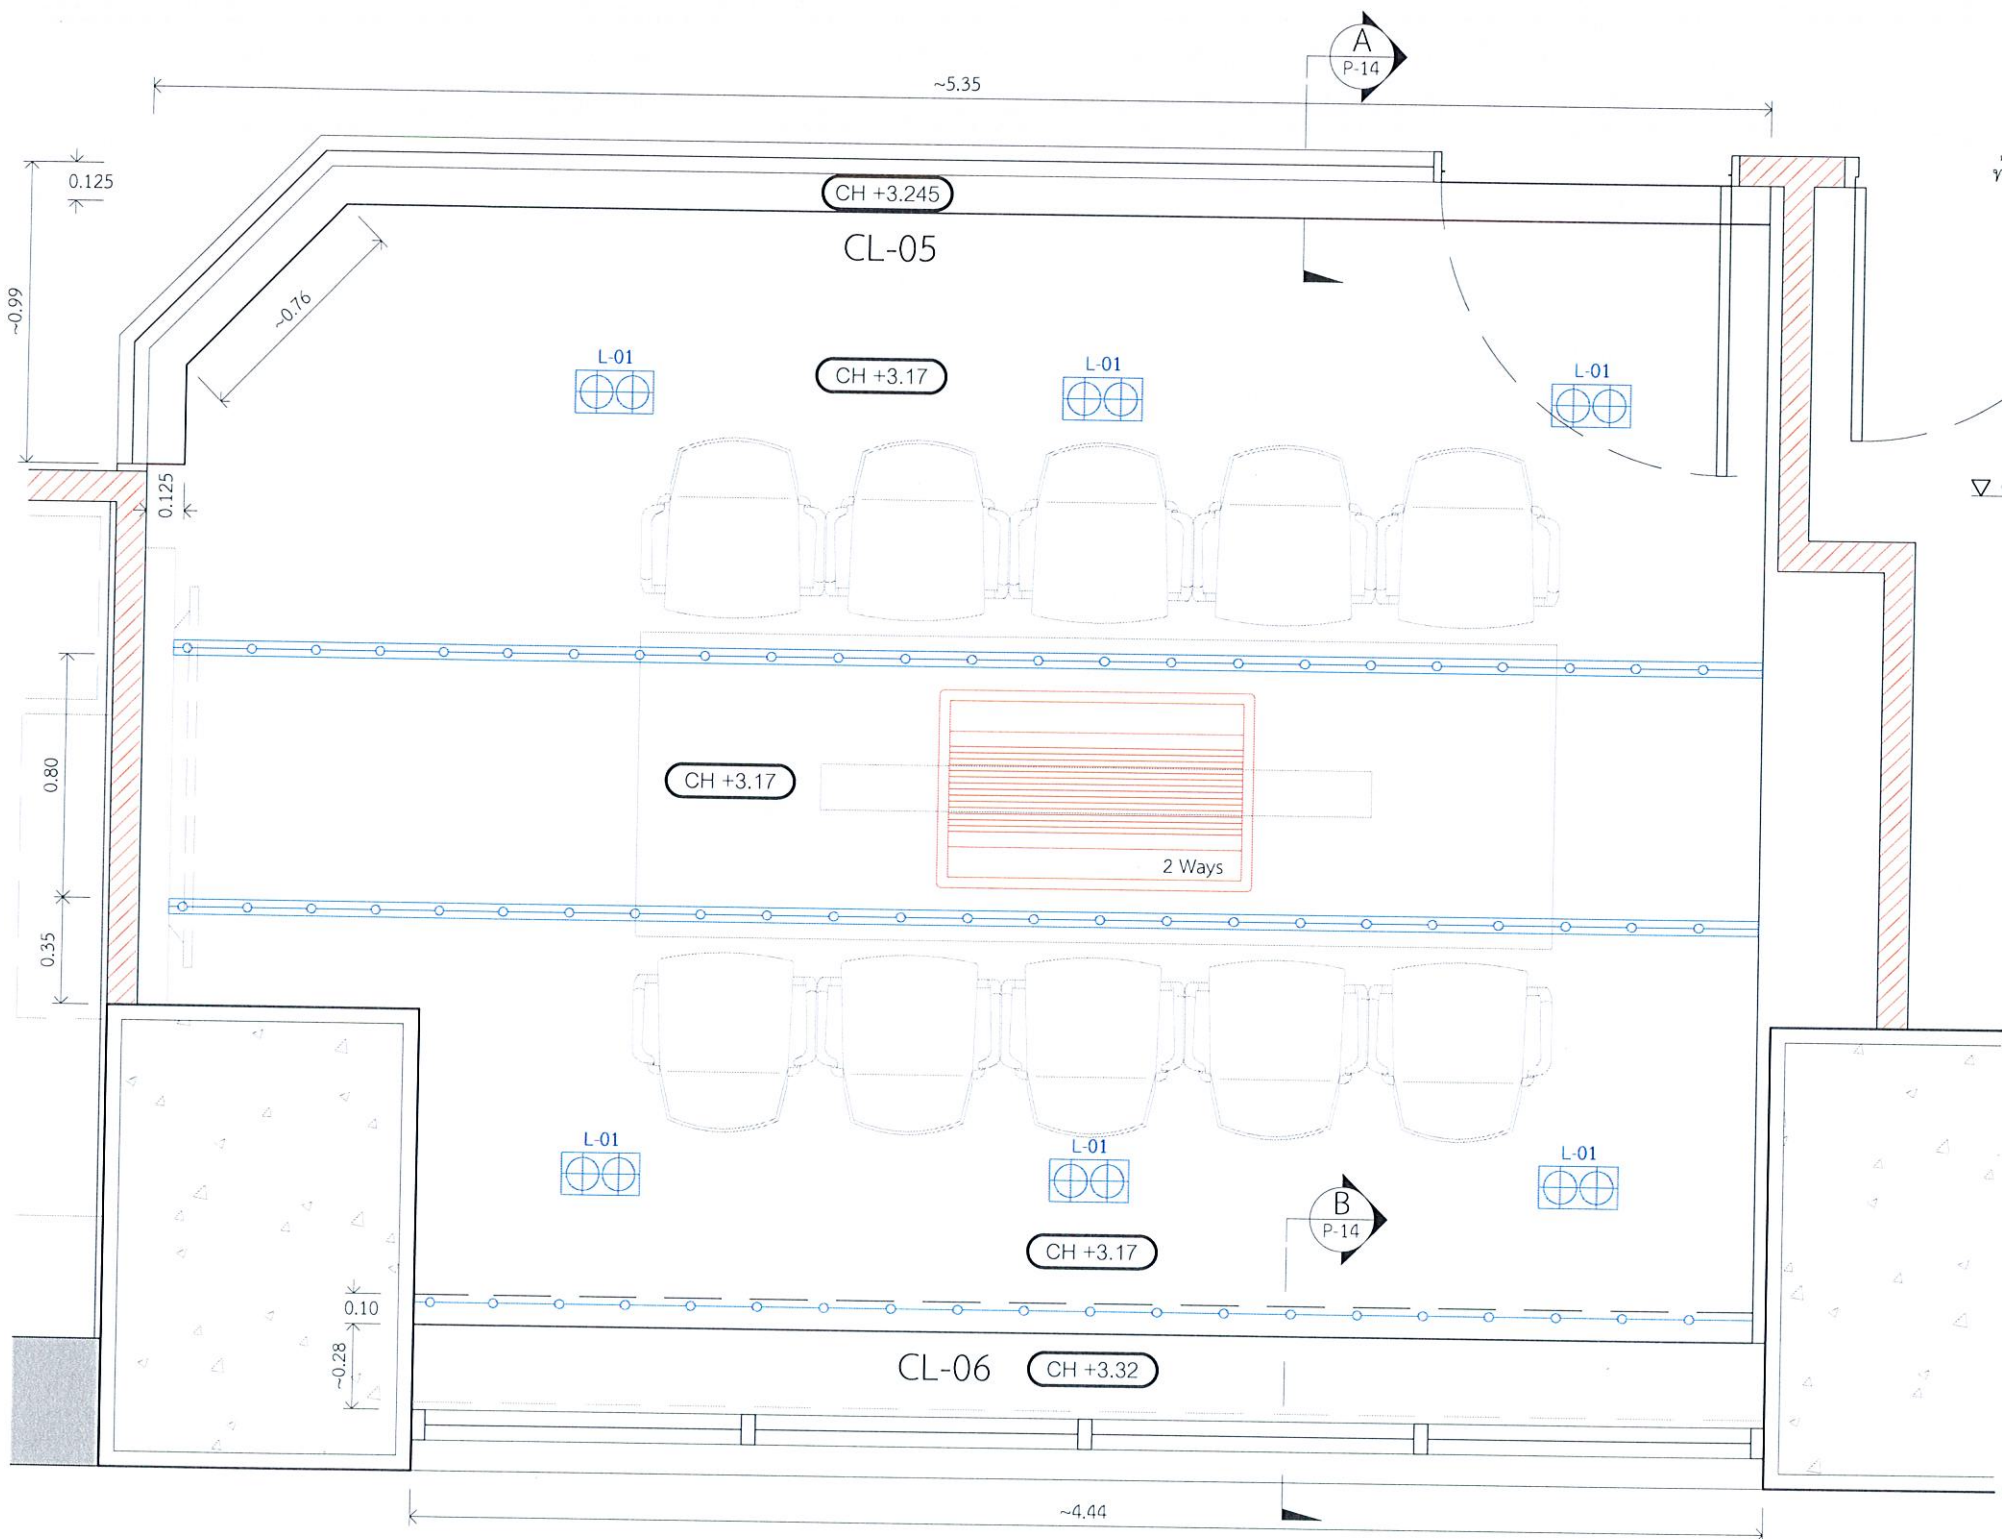 A
P-14
~5.35
0.125
CH +3.245
CL-05
~0.99
~0.76
L-01
CH +3.17
L-01
L-01
0.125
0.80
CH +3.17
2 Ways
0.35
L-01
L-01
L-01
B
P-14
CH +3.17
0.10
~0.28
CL-06
CH +3.32
~4.44